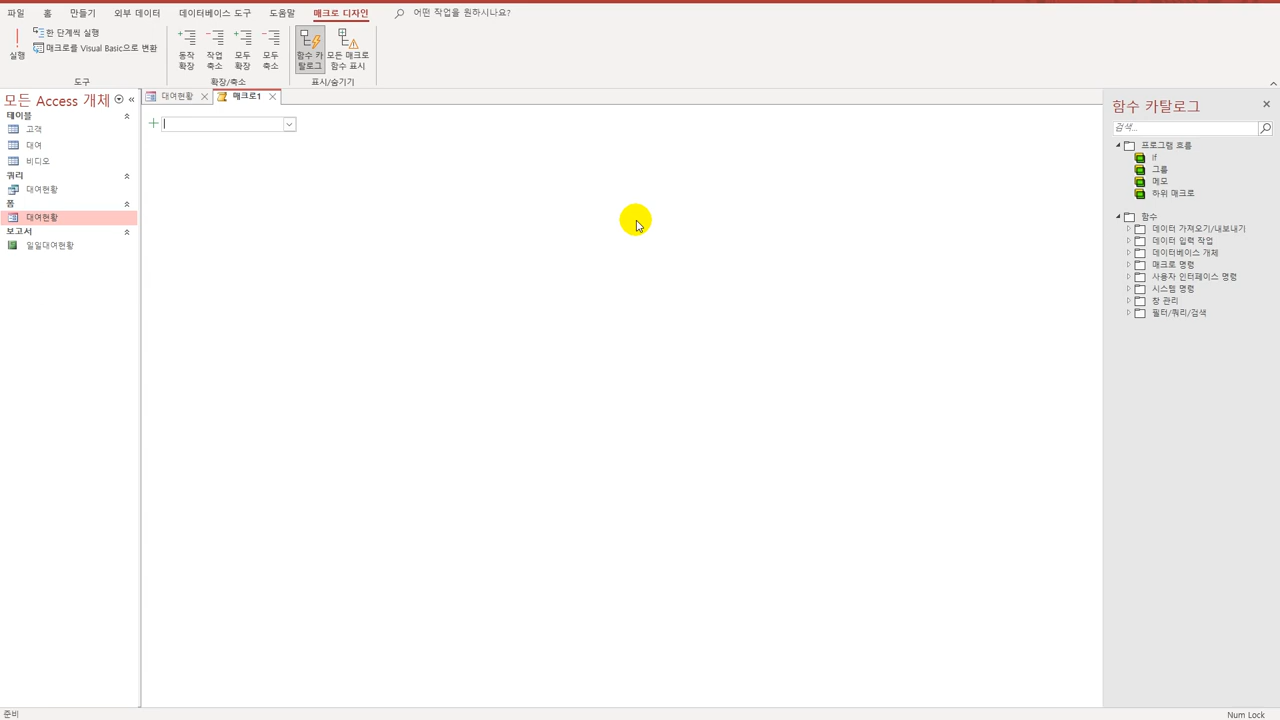 파일 홈 만들기 외부 데이터 데이터베이스 도구 도움말 매크로 디자인 어떤 작업을 원하시나요?
실행
한 단계씩 실행
매크로를 Visual Basic으로 변환
도구
동작 확장
작업 축소
모두 확장
모두 축소
확장/축소
함수 카탈로그
모든 매크로 함수 표시
표시/숨기기
모든 Access 개체
테이블
고객
대여
비디오
쿼리
대여현황
폼
대여현황
보고서
일일대여현황
대여현황
매크로1
함수 카탈로그
검색...
프로그램 흐름
If
그룹
메모
하위 매크로
함수
데이터 가져오기/내보내기
데이터 입력 작업
데이터베이스 개체
매크로 명령
사용자 인터페이스 명령
시스템 명령
창 관리
필터/쿼리/검색
준비
Num Lock